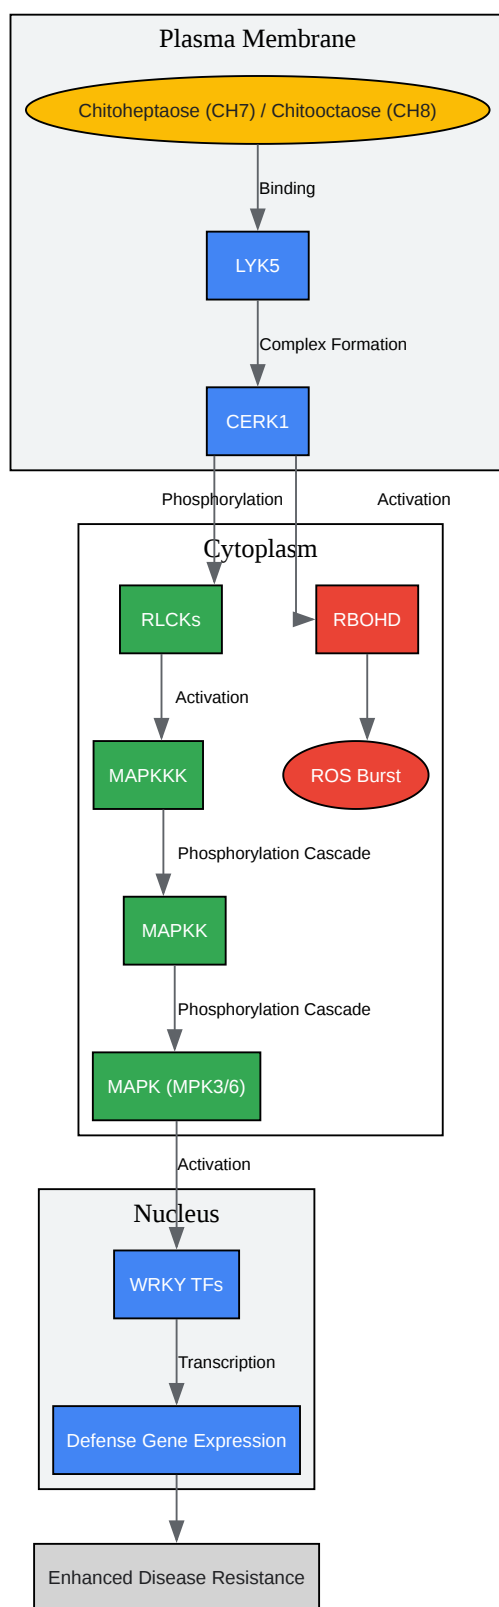 Plasma Membrane
Chitoheptaose (CH7) / Chitooctaose (CH8)
Binding
LYK5
Complex Formation
CERK1
Phosphorylation
Activation
Cytoplasm
RLCKs
RBOHD
Activation
MAPKKK
ROS Burst
Phosphorylation Cascade
MAPKK
Phosphorylation Cascade
MAPK (MPK3/6)
Activation
Nucleus
WRKY TFs
Transcription
Defense Gene Expression
Enhanced Disease Resistance